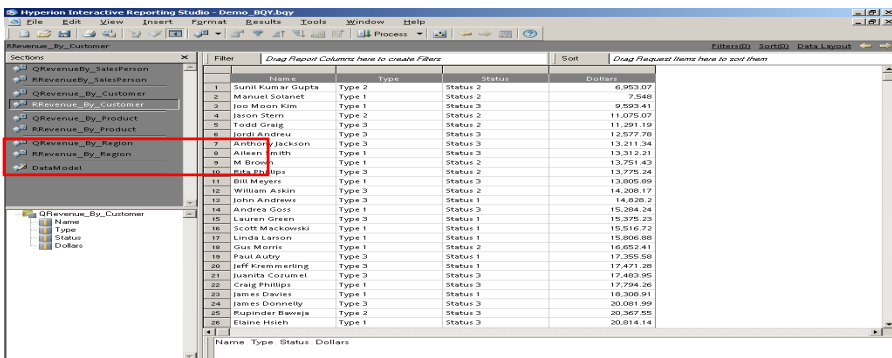 Hyperion Interactive Reporting Studio - Demo_BQY.bqy
File Edit View Insert Format Results Tools Window Help
Process
RRevenue_By_Customer Filters(0) Sort(0) Data Layout
Sections Filter Drag Report Columns here to create Filters Sort Drag Request Items here to sort them
QRevenueBy_SalesPerson
RRevenueBy_SalesPerson
QRevenue_By_Customer
RRevenue_By_Customer
QRevenue_By_Product
RRevenue_By_Product
QRevenue_By_Region
RRevenue_By_Region
DataModel
QRevenue_By_Customer
Name
Type
Status
Dollars
Name Type Status Dollars
1 Sunil Kumar Gupta Type 2 Status 2 6,953.07
2 Manuel Solanet Type 1 Status 2 7,548
3 Joo Moon Kim Type 1 Status 3 9,593.41
4 Jason Stern Type 2 Status 2 11,075.07
5 Todd Graig Type 3 Status 2 11,291.19
6 Jordi Andreu Type 3 Status 3 12,577.78
7 Anthony Jackson Type 3 Status 3 13,211.34
8 Aileen Smith Type 1 Status 3 13,312.21
9 M Brown Type 1 Status 2 13,751.43
10 Rita Phillips Type 3 Status 2 13,775.24
11 Bill Meyers Type 1 Status 3 13,805.89
12 William Askin Type 3 Status 2 14,208.17
13 John Andrews Type 3 Status 1 14,828.2
14 Andrea Goss Type 1 Status 3 15,284.24
15 Lauren Green Type 3 Status 1 15,375.23
16 Scott Mackowski Type 1 Status 1 15,516.72
17 Linda Larson Type 1 Status 1 15,806.88
18 Gus Morris Type 1 Status 2 16,652.41
19 Paul Autry Type 3 Status 1 17,355.58
20 Jeff Kremmerling Type 3 Status 1 17,471.28
21 Juanita Cozumel Type 3 Status 3 17,483.95
22 Craig Phillips Type 1 Status 3 17,794.26
23 James Davies Type 1 Status 1 18,308.91
24 James Donnelly Type 3 Status 3 20,081.99
25 Rupinder Baweja Type 2 Status 3 20,367.55
26 Elaine Hsieh Type 1 Status 3 20,814.14
Name Type Status Dollars